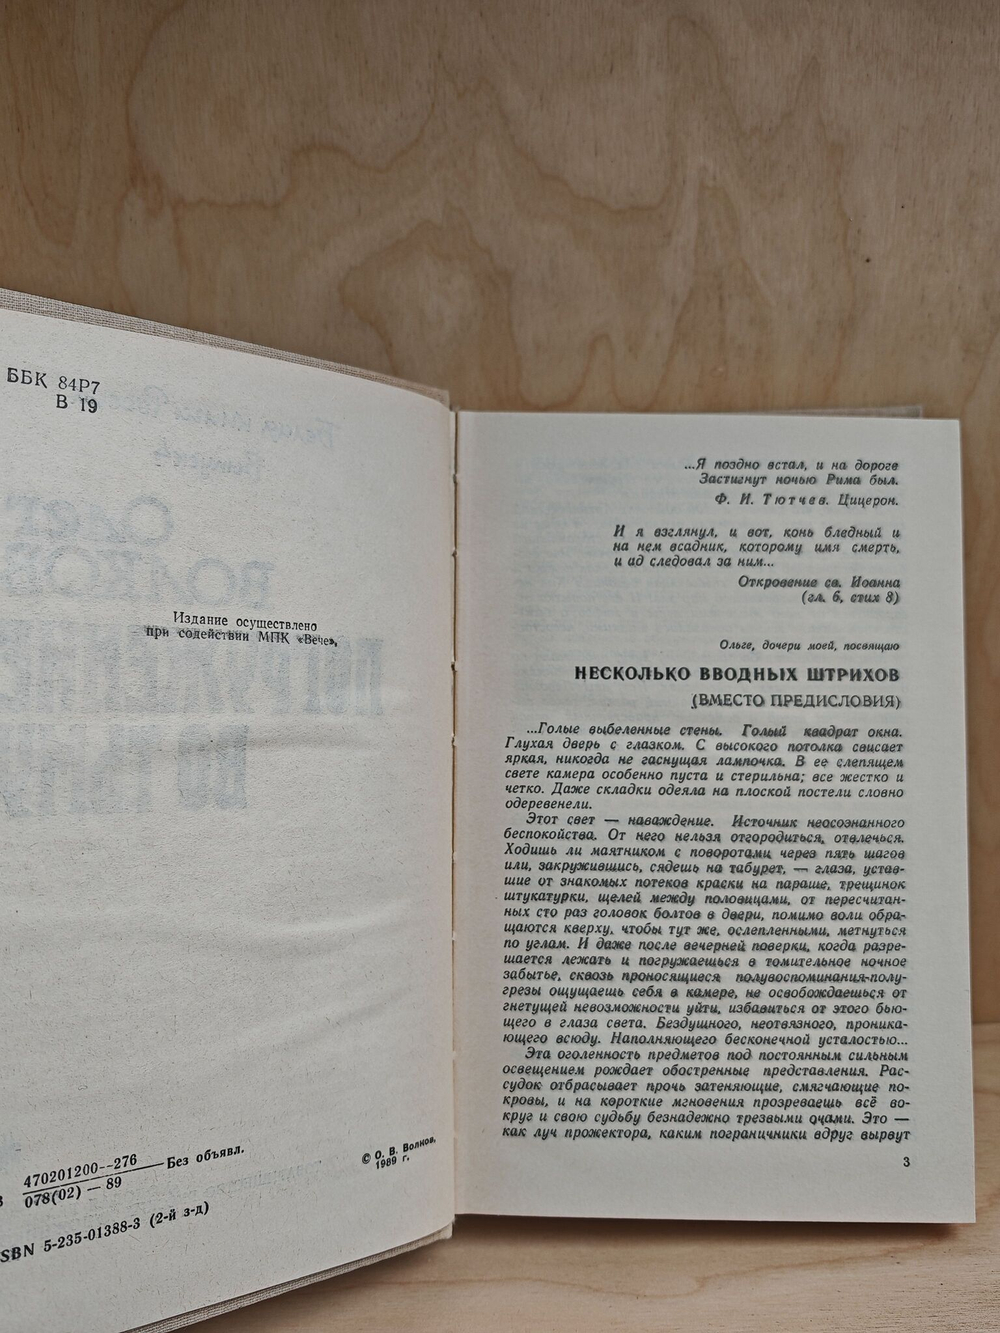 ББК 84Р7
В 19
Издание осуществлено
при содействии МПК «Вече»,
470201200--276
078(02) — 89
Без объявл.
© О. В. Волков,
1989 г.
SBN 5-235-01388-3 (2-й з-д)
...Я поздно встал, и на дороге
Застигнут ночью Рима был.
Ф. И. Тютчев. Цицерон.
И я взглянул, и вот, конь бледный и
на нем всадник, которому имя смерть,
и ад следовал за ним...
Откровение св. Иоанна
(гл. 6, стих 8)
Ольге, дочери моей, посвящаю
НЕСКОЛЬКО ВВОДНЫХ ШТРИХОВ
(ВМЕСТО ПРЕДИСЛОВИЯ)
...Голые выбеленные стены. Голый квадрат окна.
Глухая дверь с глазком. С высокого потолка свисает
яркая, никогда не гаснущая лампочка. В ее слепящем
свете камера особенно пуста и стерильна; все жестко и
четко. Даже складки одеяла на плоской постели словно
одеревенели.
Этот свет — наваждение. Источник неосознанного
беспокойства. От него нельзя отгородиться, отвлечься.
Ходишь ли маятником с поворотами через пять шагов
или, закружившись, сядешь на табурет, — глаза, устав-
шие от знакомых потеков краски на параше, трещинок
штукатурки, щелей между половицами, от пересчитан-
ных сто раз головок болтов в двери, помимо воли обра-
щаются кверху, чтобы тут же, ослепленными, метнуться
по углам. И даже после вечерней поверки, когда разре-
шается лежать и погружаешься в томительное ночное
забытье, сквозь проносящиеся полувоспоминания-полу-
грезы ощущаешь себя в камере, не освобождаешься от
гнетущей невозможности уйти, избавиться от этого бью-
щего в глаза света. Бездушного, неотвязного, проника-
ющего всюду. Наполняющего бесконечной усталостью...
Эта оголенность предметов под постоянным сильным
освещением рождает обостренные представления. Рас-
судок отбрасывает прочь затеняющие, смягчающие по-
кровы, и на короткие мгновения прозреваешь всё во-
круг и свою судьбу безнадежно трезвыми очами. Это —
как луч прожектора, каким пограничники вдруг вырвут
3